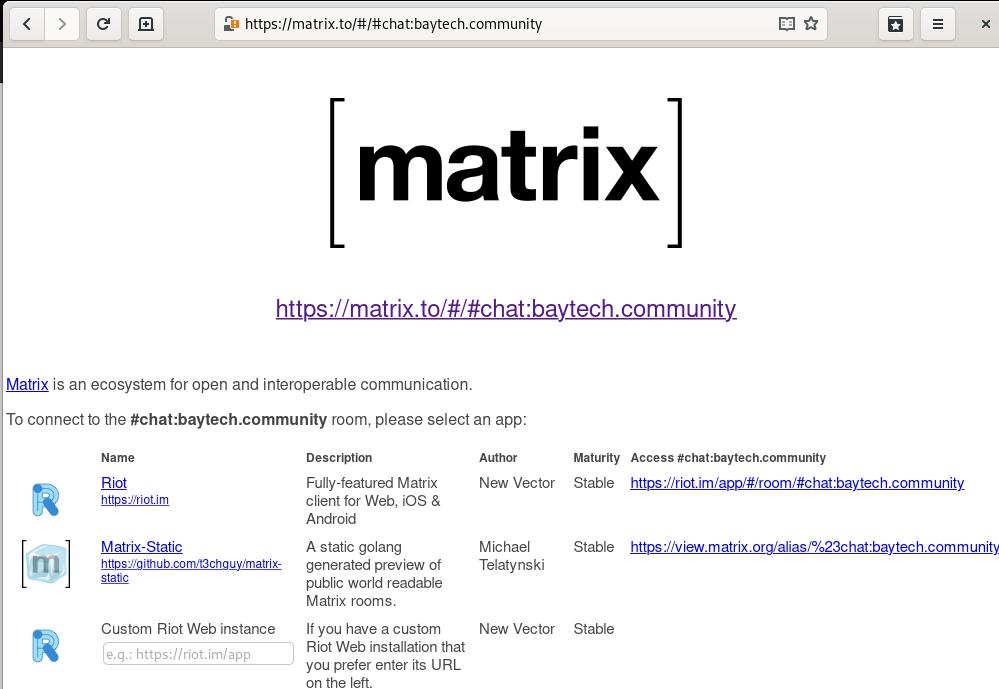 https://matrix.to/#/#chat:baytech.community
[matrix]
https://matrix.to/#/#chat:baytech.community
Matrix is an ecosystem for open and interoperable communication.
To connect to the #chat:baytech.community room, please select an app:
Name Description Author Maturity Access #chat:baytech.community
Riot
https://riot.im
Fully-featured Matrix
client for Web, iOS &
Android
New Vector
Stable
https://riot.im/app/#/room/#chat:baytech.community
[m]
Matrix-Static
https://github.com/t3chguy/matrix-
static
A static golang
generated preview of
public world readable
Matrix rooms.
Michael
Telatynski
Stable
https://view.matrix.org/alias/%23chat:baytech.community
Custom Riot Web instance
e.g.: https://riot.im/app
If you have a custom
Riot Web installation that
you prefer enter its URL
on the left.
New Vector
Stable